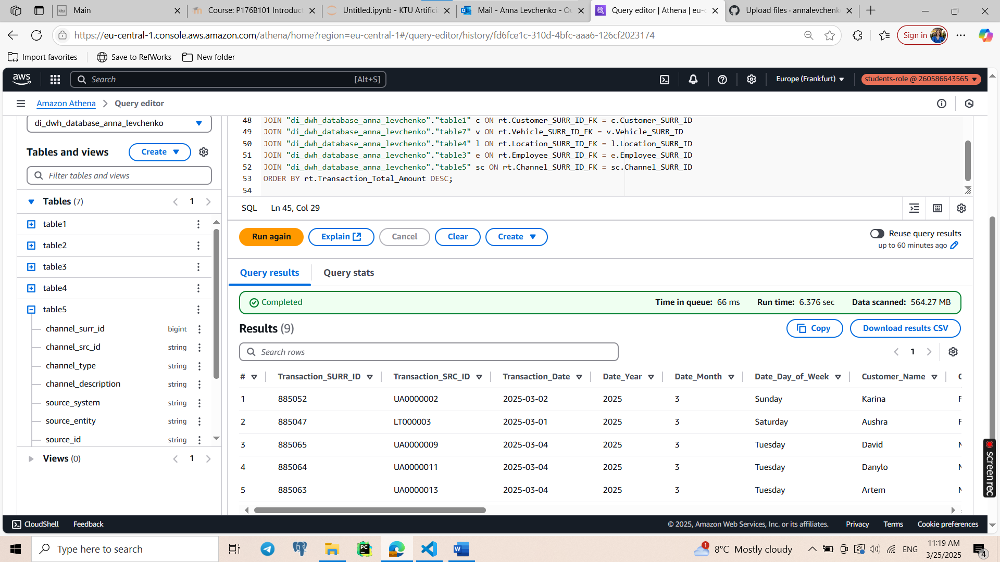 Main
Course: P176B101 Introduct
Untitled.ipynb - KTU Artificia
Mail - Anna Levchenko - Ou
Query editor | Athena | eu-c
Upload files · annalevchenk
https://eu-central-1.console.aws.amazon.com/athena/home?region=eu-central-1#/query-editor/history/fd6fce1c-310d-4bfc-aaa6-126cf2023174
Sign in
Import favorites
Save to RefWorks
New folder
aws
Search
[Alt+S]
Europe (Frankfurt)
students-role @ 260586643565
Amazon Athena
Query editor
di_dwh_database_anna_levchenko
Tables and views
Create
Filter tables and views
Tables (7)
1
table1
table2
table3
table4
table5
channel_surr_id bigint
channel_src_id string
channel_type string
channel_description string
source_system string
source_entity string
source_id string
Views (0)
1
48 JOIN "di_dwh_database_anna_levchenko"."table1" c ON rt.Customer_SURR_ID_FK = c.Customer_SURR_ID
49 JOIN "di_dwh_database_anna_levchenko"."table7" v ON rt.Vehicle_SURR_ID_FK = v.Vehicle_SURR_ID
50 JOIN "di_dwh_database_anna_levchenko"."table4" l ON rt.Location_SURR_ID_FK = l.Location_SURR_ID
51 JOIN "di_dwh_database_anna_levchenko"."table3" e ON rt.Employee_SURR_ID_FK = e.Employee_SURR_ID
52 JOIN "di_dwh_database_anna_levchenko"."table5" sc ON rt.Channel_SURR_ID_FK = sc.Channel_SURR_ID
53 ORDER BY rt.Transaction_Total_Amount DESC;
54
SQL Ln 45, Col 29
Run again
Explain
Cancel
Clear
Create
Reuse query results
up to 60 minutes ago
Query results
Query stats
Completed
Time in queue: 66 ms Run time: 6.376 sec Data scanned: 564.27 MB
Results (9)
Copy
Download results CSV
Search rows
1
# Transaction_SURR_ID Transaction_SRC_ID Transaction_Date Date_Year Date_Month Date_Day_of_Week Customer_Name
1 885052 UA0000002 2025-03-02 2025 3 Sunday Karina
2 885047 LT000003 2025-03-01 2025 3 Saturday Aushra
3 885065 UA0000009 2025-03-04 2025 3 Tuesday David
4 885064 UA0000011 2025-03-04 2025 3 Tuesday Danylo
5 885063 UA0000013 2025-03-04 2025 3 Tuesday Artem
screenrec
CloudShell
Feedback
© 2025, Amazon Web Services, Inc. or its affiliates.
Privacy
Terms
Cookie preferences
Type here to search
1
8°C Mostly cloudy
ENG
11:19 AM
3/25/2025
4